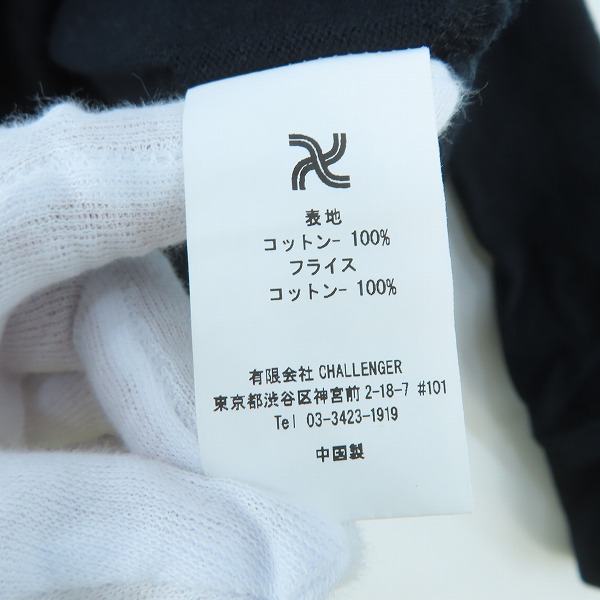 表地
コットン- 100%
フライス
コットン- 100%
有限会社 CHALLENGER
東京都渋谷区神宮前 2-18-7 #101
Tel 03-3423-1919
中国製